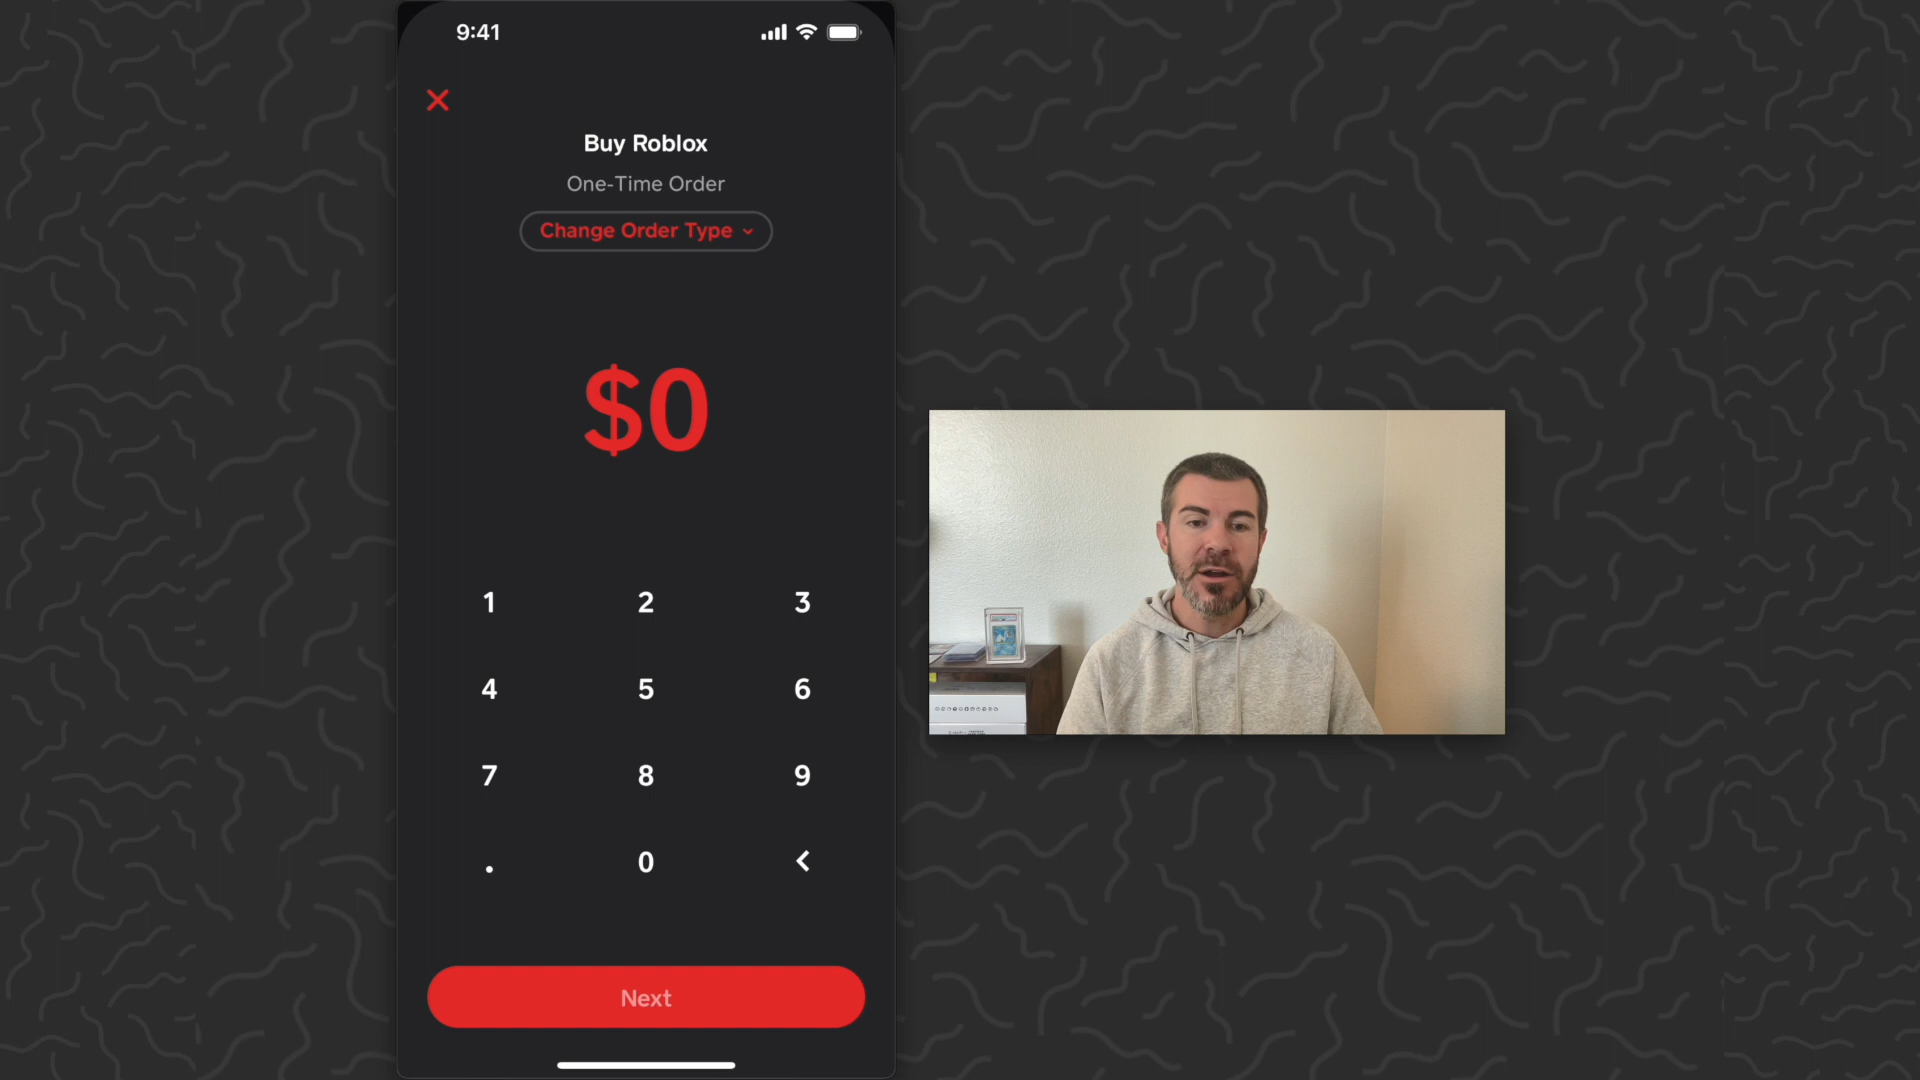 9:41
Buy Roblox
One-Time Order
Change Order Type
$0
1 2 3
4 5 6
7 8 9
. 0 <
Next